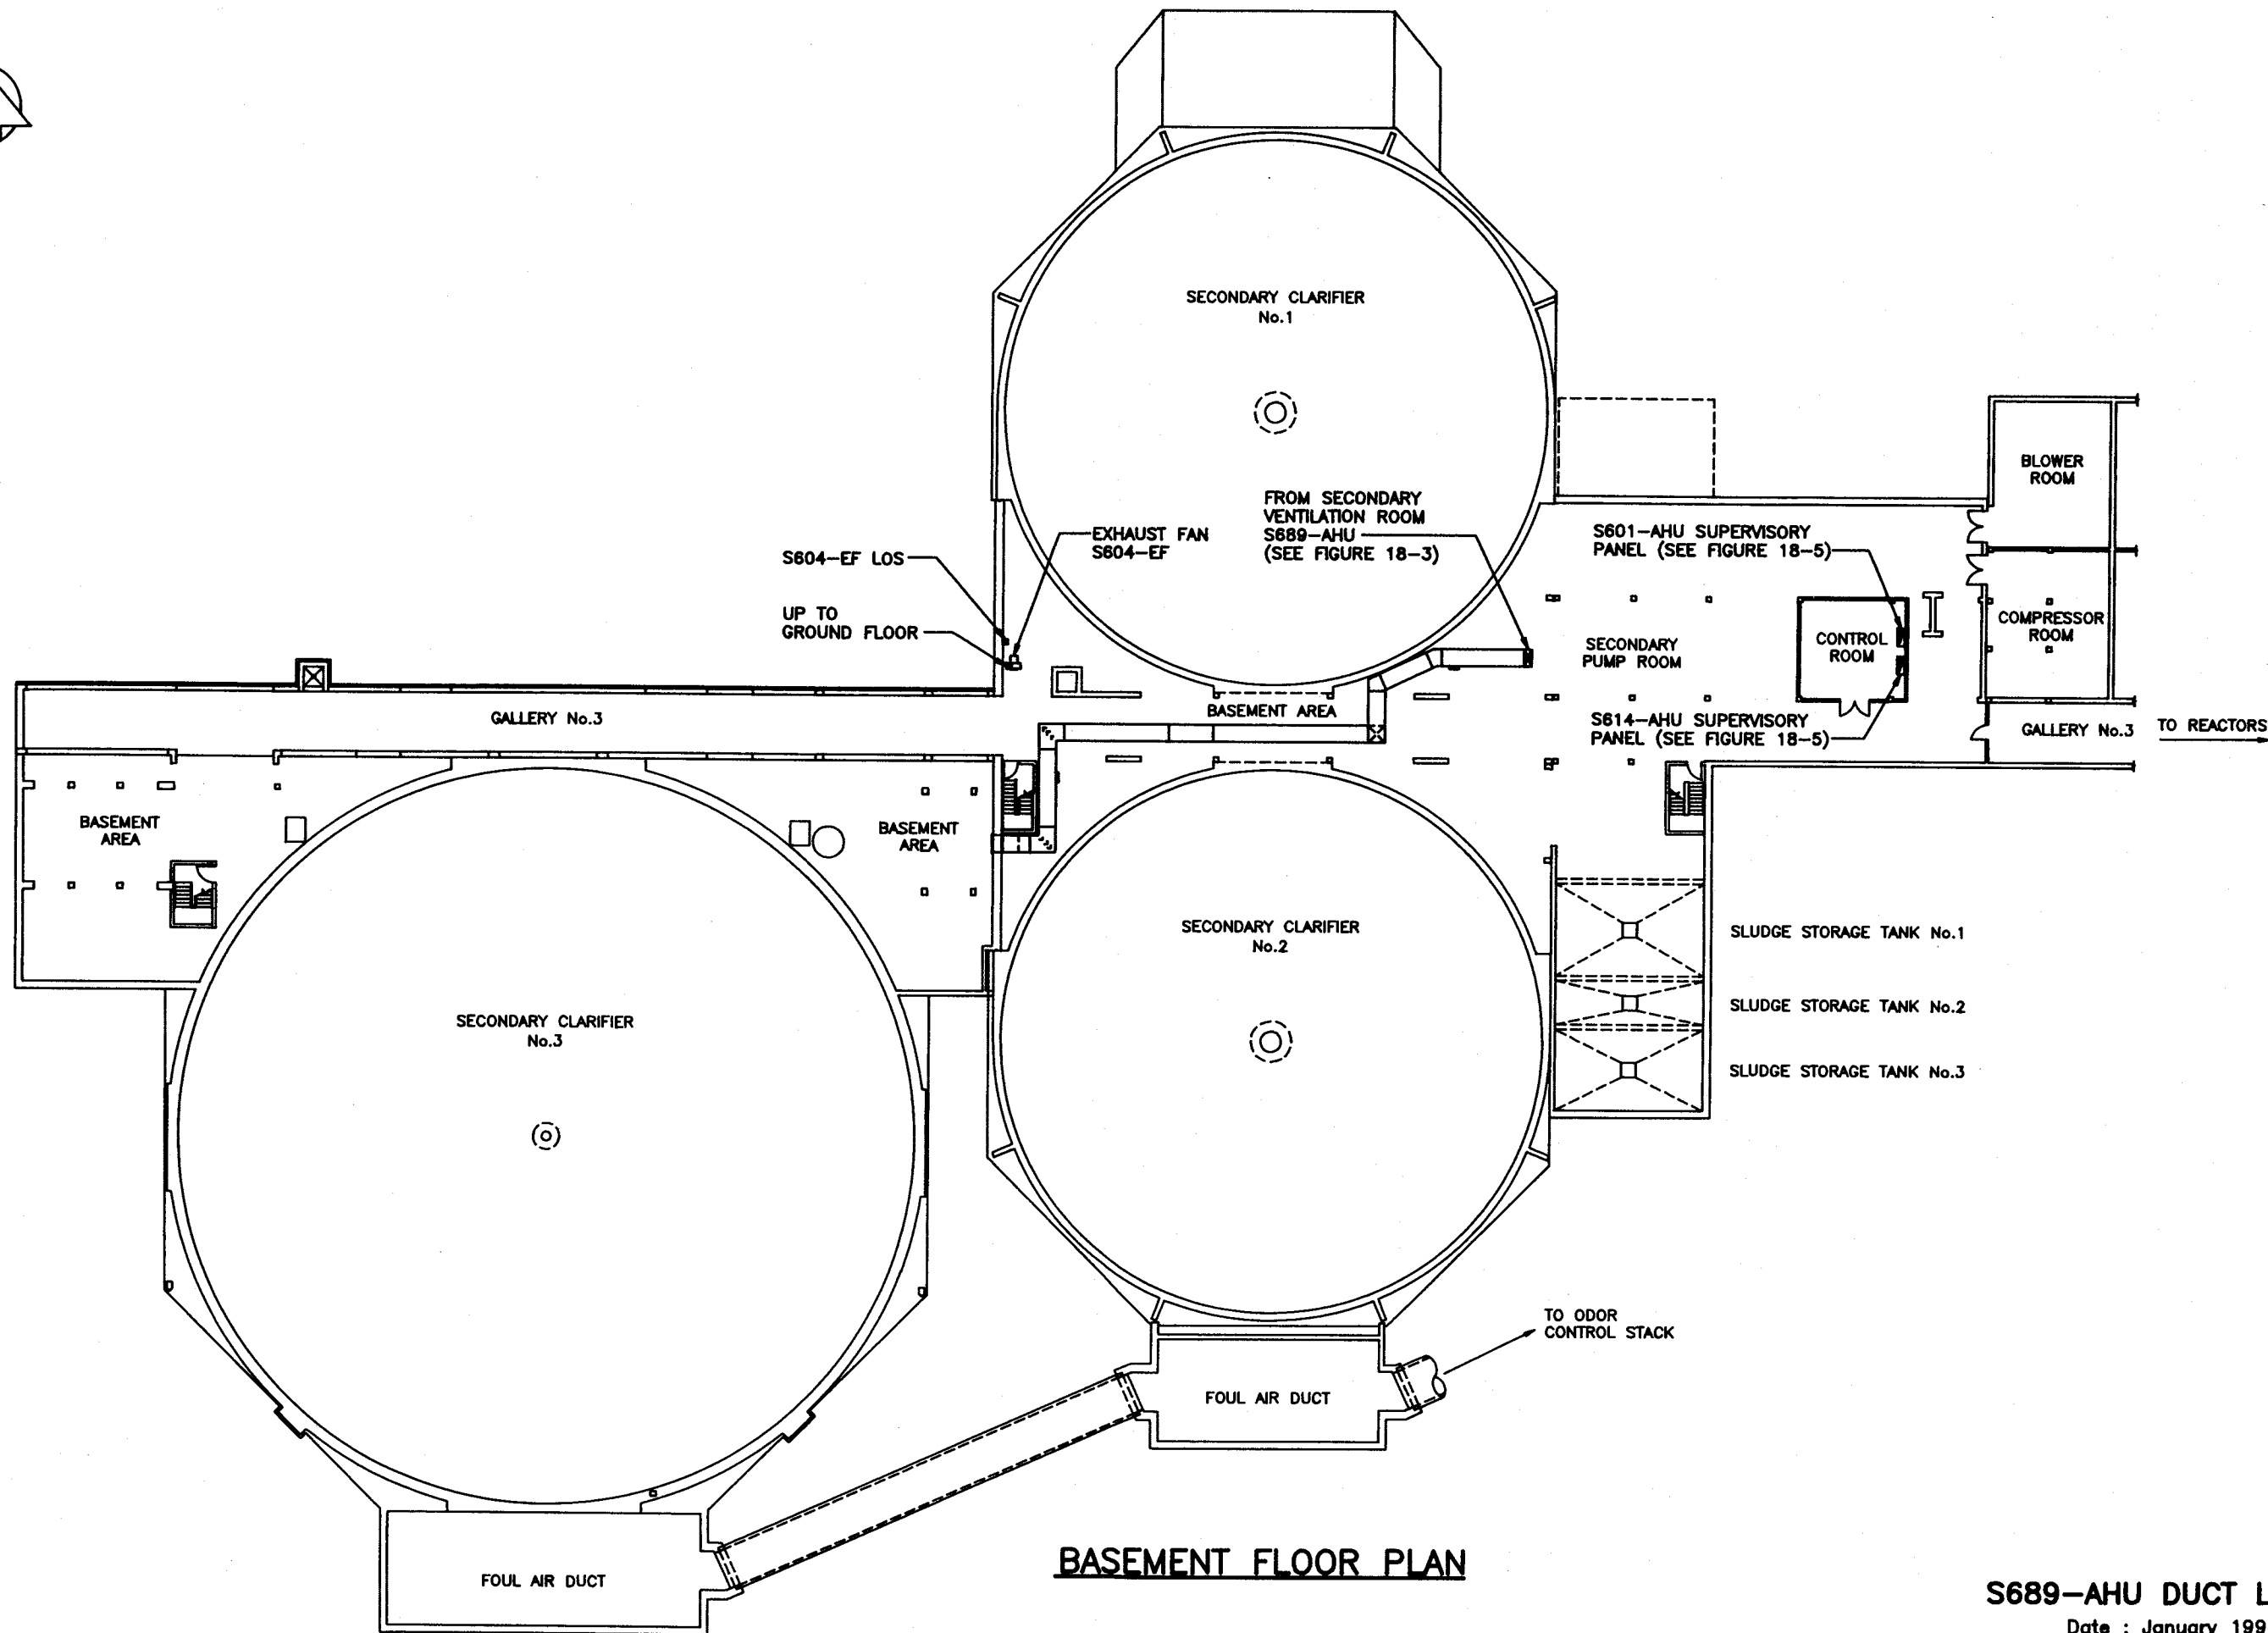 SECONDARY CLARIFIER
No.1
FROM SECONDARY
VENTILATION ROOM
S689-AHU
(SEE FIGURE 18-3)
EXHAUST FAN
S604-EF
S604-EF LOS
UP TO
GROUND FLOOR
S601-AHU SUPERVISORY
PANEL (SEE FIGURE 18-5)
BLOWER
ROOM
COMPRESSOR
ROOM
CONTROL
ROOM
SECONDARY
PUMP ROOM
S614-AHU SUPERVISORY
PANEL (SEE FIGURE 18-5)
GALLERY No.3
BASEMENT AREA
GALLERY No.3
TO REACTORS
BASEMENT
AREA
BASEMENT
AREA
SECONDARY CLARIFIER
No.2
SLUDGE STORAGE TANK No.1
SLUDGE STORAGE TANK No.2
SLUDGE STORAGE TANK No.3
SECONDARY CLARIFIER
No.3
TO ODOR
CONTROL STACK
FOUL AIR DUCT
FOUL AIR DUCT
BASEMENT FLOOR PLAN
S689-AHU DUCT L
Date : January 199